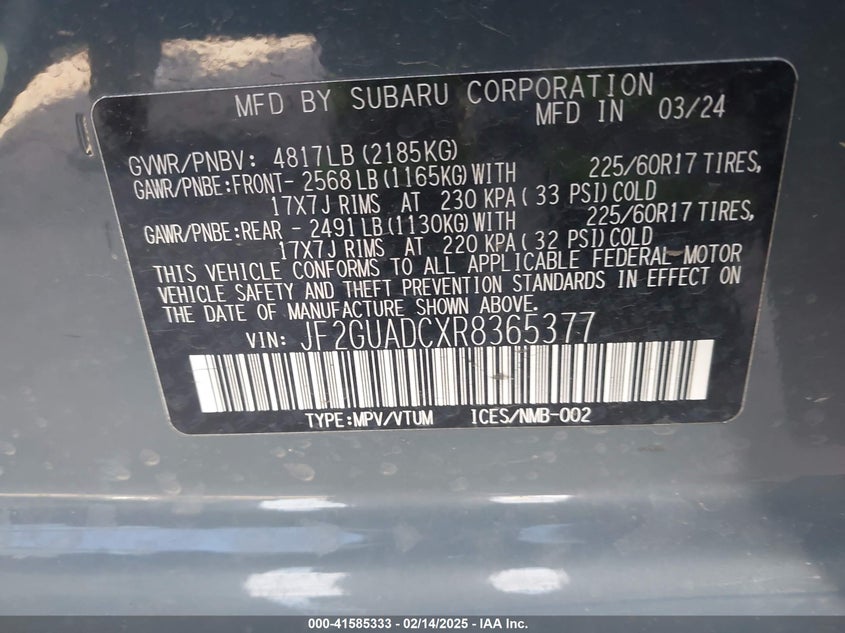 MFD BY SUBARU CORPORATION
MFD IN 03/24
GVWR/PNBV: 4817LB (2185KG)
GAWR/PNBE:FRONT- 2568 LB (1165KG) WITH 225/60R17 TIRES,
17X7J RIMS AT 230 KPA ( 33 PSI) COLD
GAWR/PNBE:REAR - 2491 LB (1130KG) WITH 225/60R17 TIRES,
17X7J RIMS AT 220 KPA ( 32 PSI) COLD
THIS VEHICLE CONFORMS TO ALL APPLICABLE FEDERAL MOTOR
VEHICLE SAFETY AND THEFT PREVENTION STANDARDS IN EFFECT ON
THE DATE OF MANUFACTURE SHOWN ABOVE.
VIN: JF2GUADCXR8365377
TYPE:MPV/VTUM ICES/NMB-002
000-41585333 - 02/14/2025 - IAA Inc.